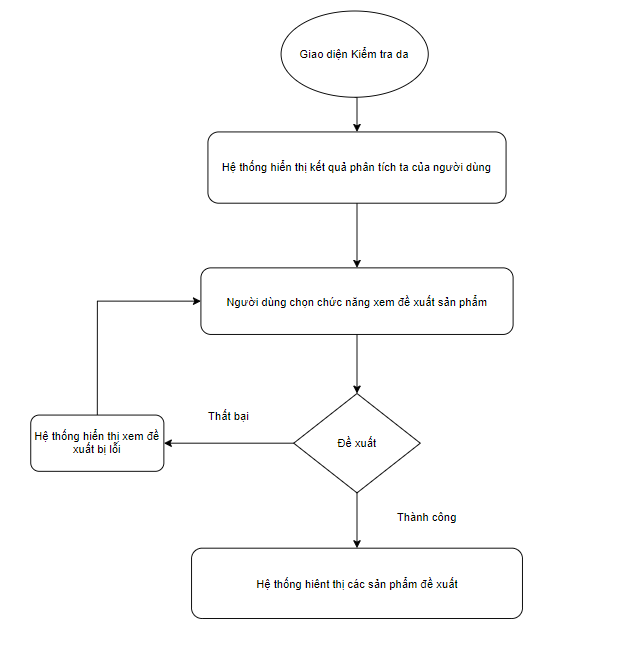 Giao diện Kiểm tra da
Hệ thống hiển thị kết quả phân tích ta của người dùng
Người dùng chọn chức năng xem đề xuất sản phẩm
Thất bại
Hệ thống hiển thị xem đề
xuất bị lỗi
Đề xuất
Thành công
Hệ thống hiênt thị các sản phẩm đề xuất